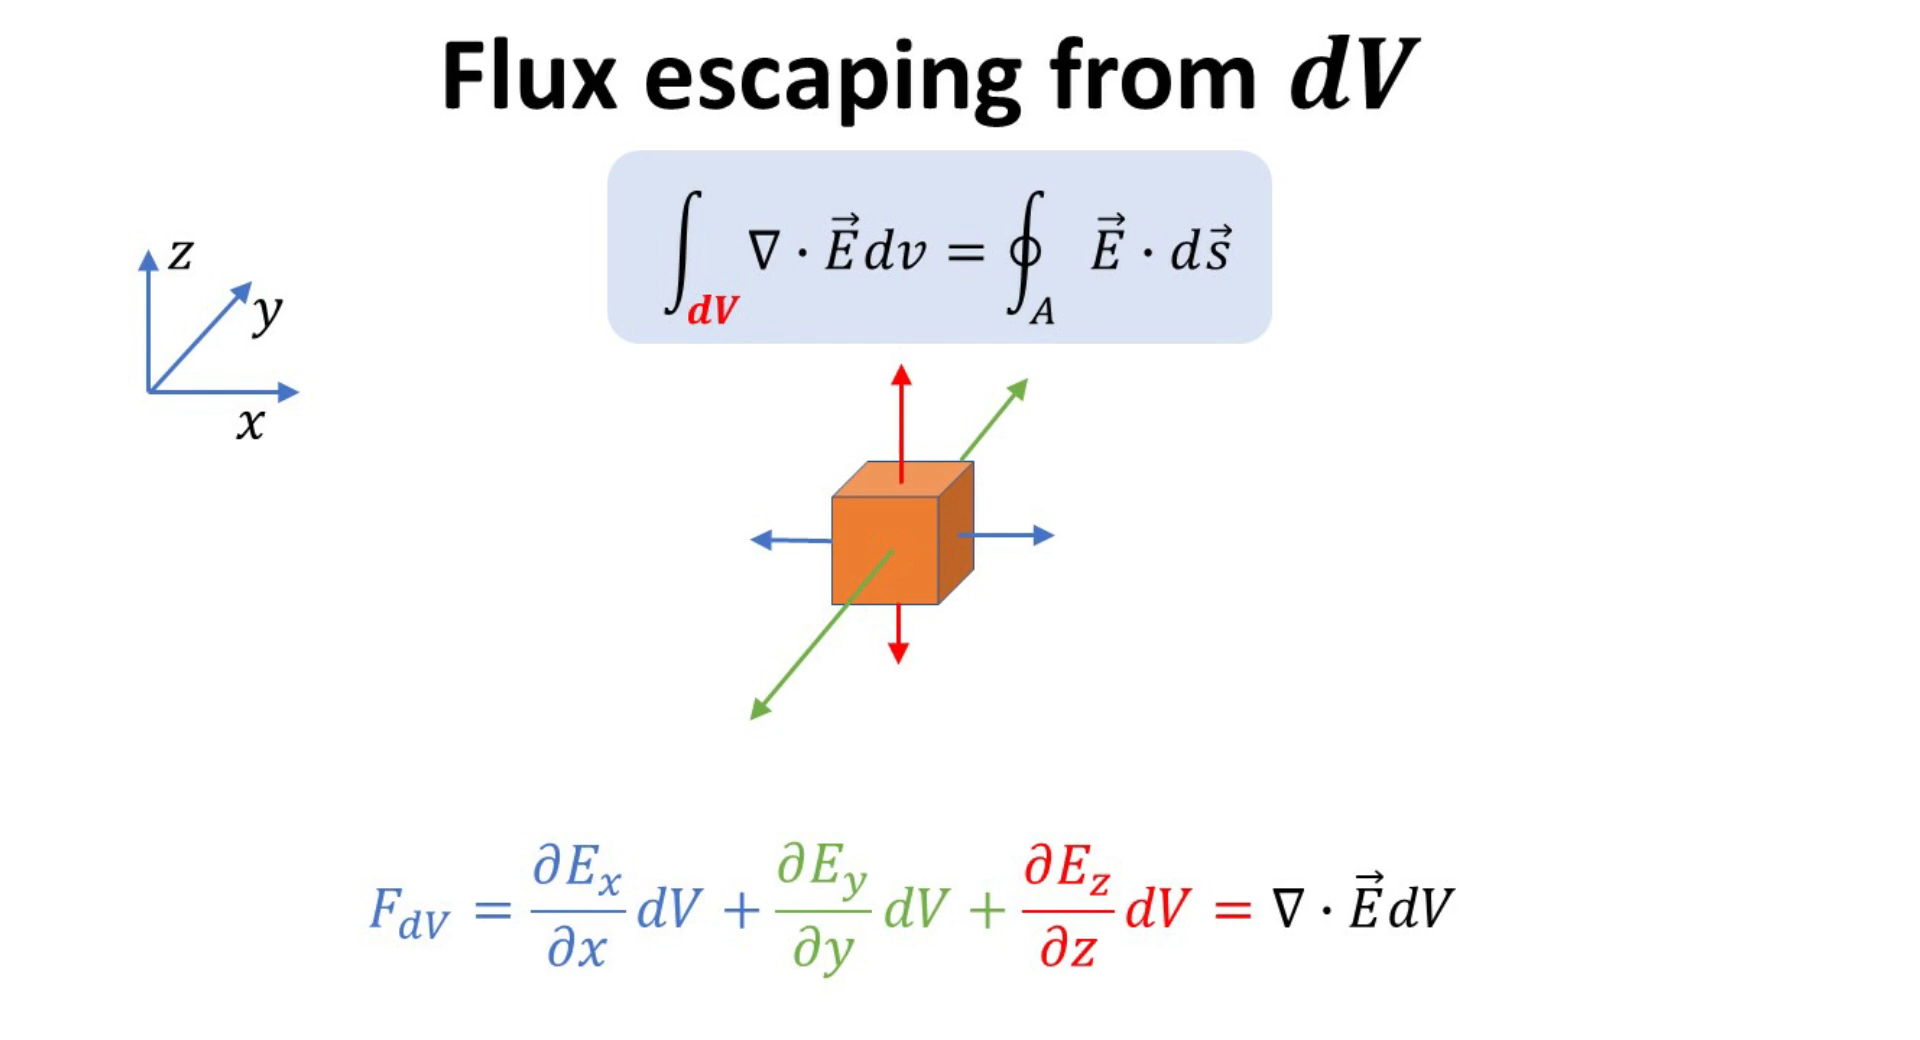 Flux escaping from dV
∫_dV ∇ · E⃗ dv = ∮_A E⃗ · ds⃗
z
y
x
F_dV = ∂E_x/∂x dV + ∂E_y/∂y dV + ∂E_z/∂z dV = ∇ · E⃗ dV